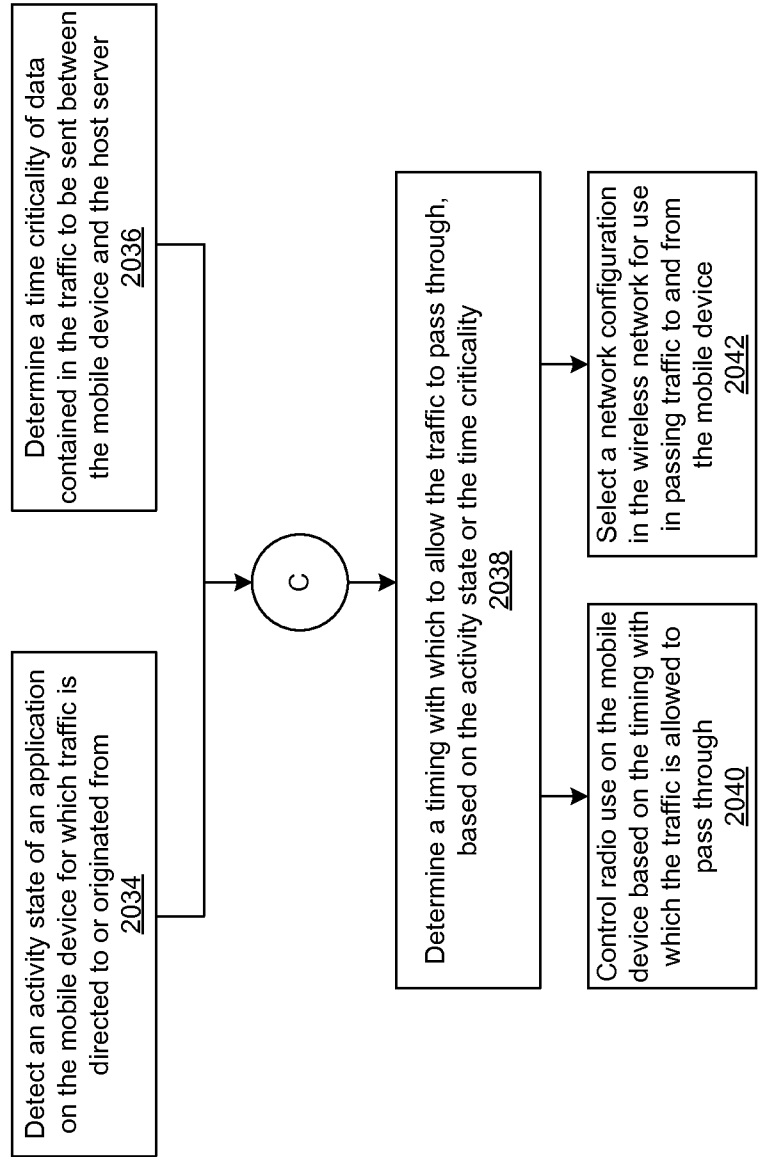 Detect an activity state of an application
on the mobile device for which traffic is
directed to or originated from
2034
Determine a time criticality of data
contained in the traffic to be sent between
the mobile device and the host server
2036
C
Determine a timing with which to allow the traffic to pass through,
based on the activity state or the time criticality
2038
Control radio use on the mobile
device based on the timing with
which the traffic is allowed to
pass through
2040
Select a network configuration
in the wireless network for use
in passing traffic to and from
the mobile device
2042